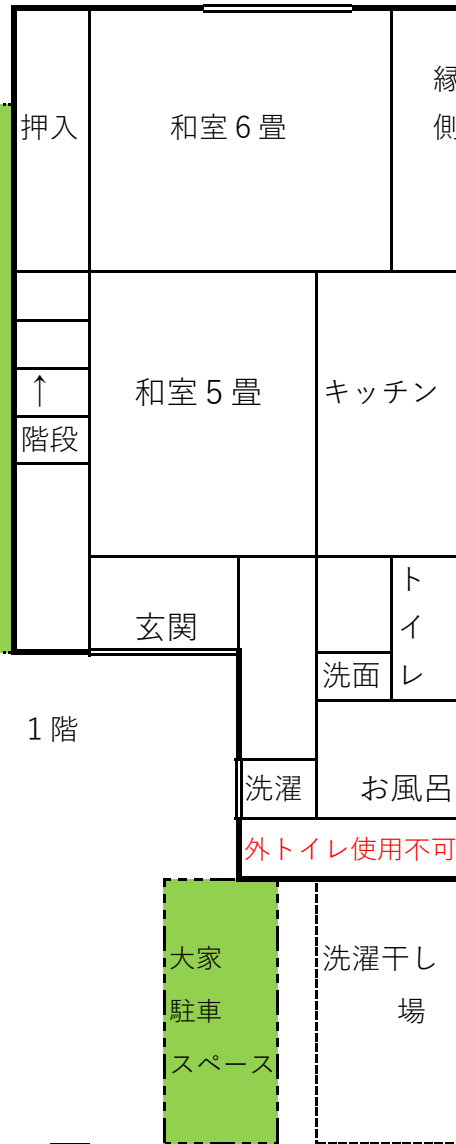 縁
側
押入
和室６畳
↑
階段
和室５畳
キッチン
玄関
トイレ
洗面
１階
洗濯
お風呂
外トイレ使用不可
大家
駐車
スペース
洗濯干し
場